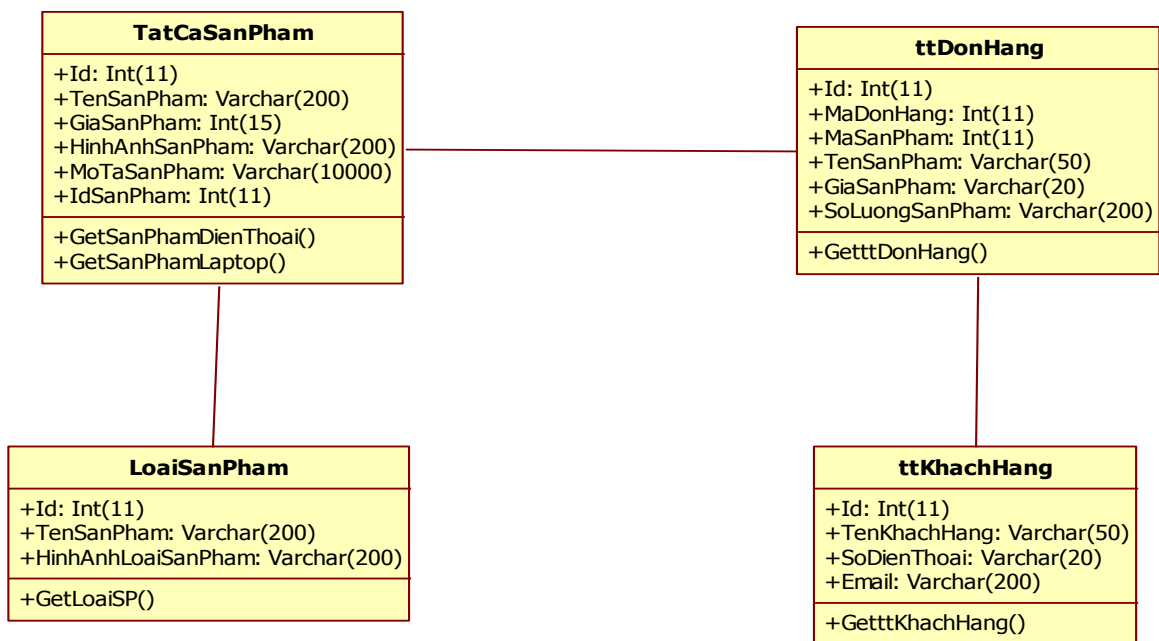 TatCaSanPham
+Id: Int(11)
+TenSanPham: Varchar(200)
+GiaSanPham: Int(15)
+HinhAnhSanPham: Varchar(200)
+MoTaSanPham: Varchar(10000)
+IdSanPham: Int(11)
+GetSanPhamDienThoai()
+GetSanPhamLaptop()
ttDonHang
+Id: Int(11)
+MaDonHang: Int(11)
+MaSanPham: Int(11)
+TenSanPham: Varchar(50)
+GiaSanPham: Varchar(20)
+SoLuongSanPham: Varchar(200)
+GetttDonHang()
LoaiSanPham
+Id: Int(11)
+TenSanPham: Varchar(200)
+HinhAnhLoaiSanPham: Varchar(200)
+GetLoaiSP()
ttKhachHang
+Id: Int(11)
+TenKhachHang: Varchar(50)
+SoDienThoai: Varchar(20)
+Email: Varchar(200)
+GetttKhachHang()